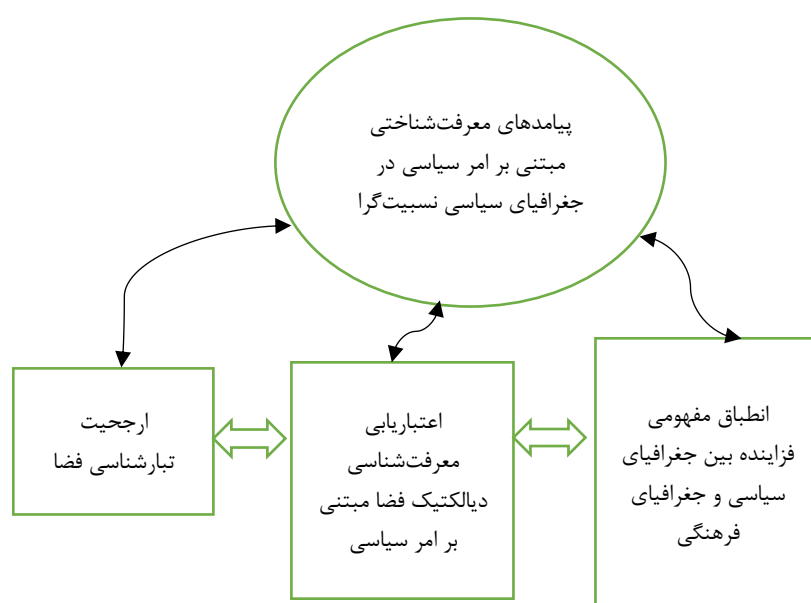 پیامدهای معرفت‌شناختی
مبتنی بر امر سیاسی در
جغرافیای سیاسی نسبیت‌گرا
انطباق مفهومی
فزاینده بین جغرافیای
سیاسی و جغرافیای
فرهنگی
اعتباریابی
معرفت‌شناسی
دیالکتیک فضا مبتنی
بر امر سیاسی
ارجحیت
تبارشناسی فضا